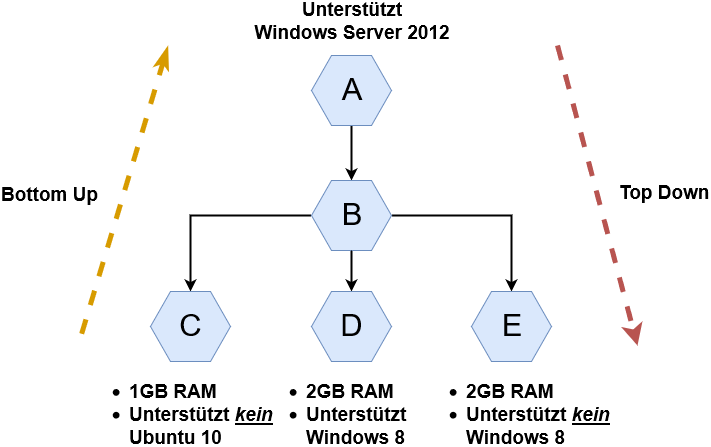 Unterstützt
Windows Server 2012
A
Bottom Up
Top Down
B
C
D
E
• 1GB RAM
• Unterstützt kein
Ubuntu 10
• 2GB RAM
• Unterstützt
Windows 8
• 2GB RAM
• Unterstützt kein
Windows 8